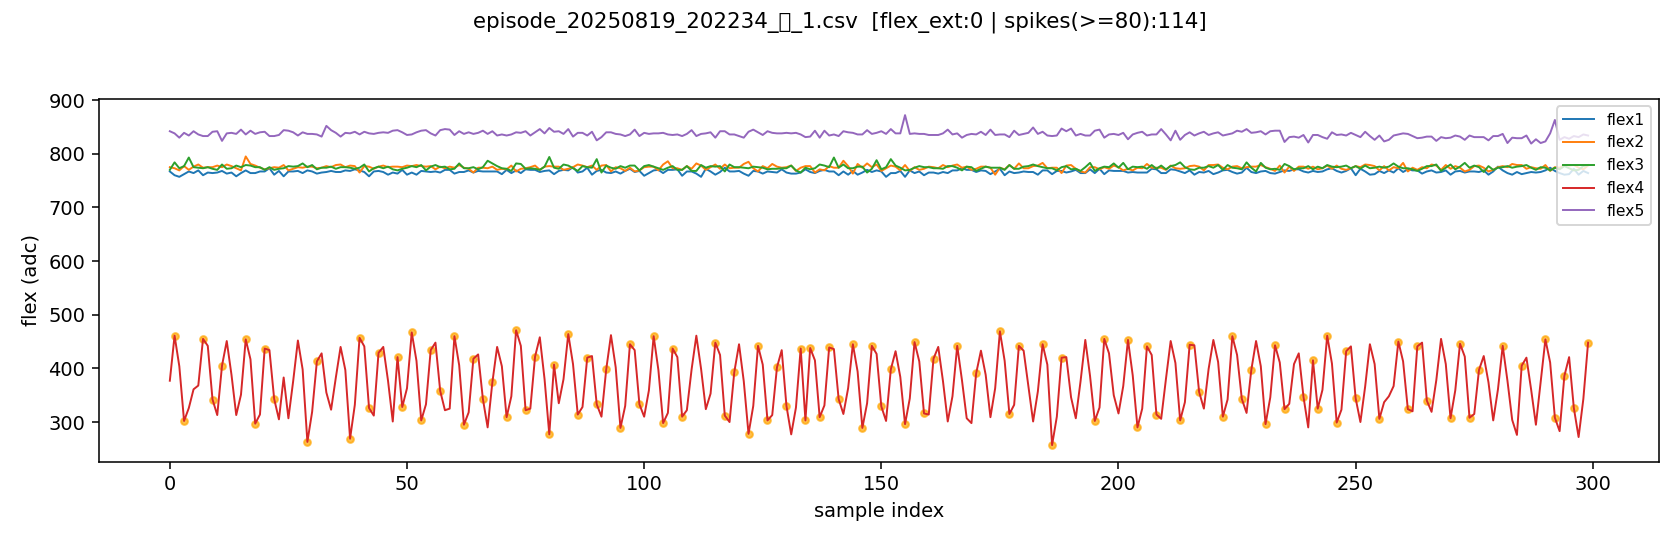 episode_20250819_202234_▯_1.csv [flex_ext:0 | spikes(>=80):114]
900
800
700
600
500
400
300
flex (adc)
flex1
flex2
flex3
flex4
flex5
0 50 100 150 200 250 300
sample index